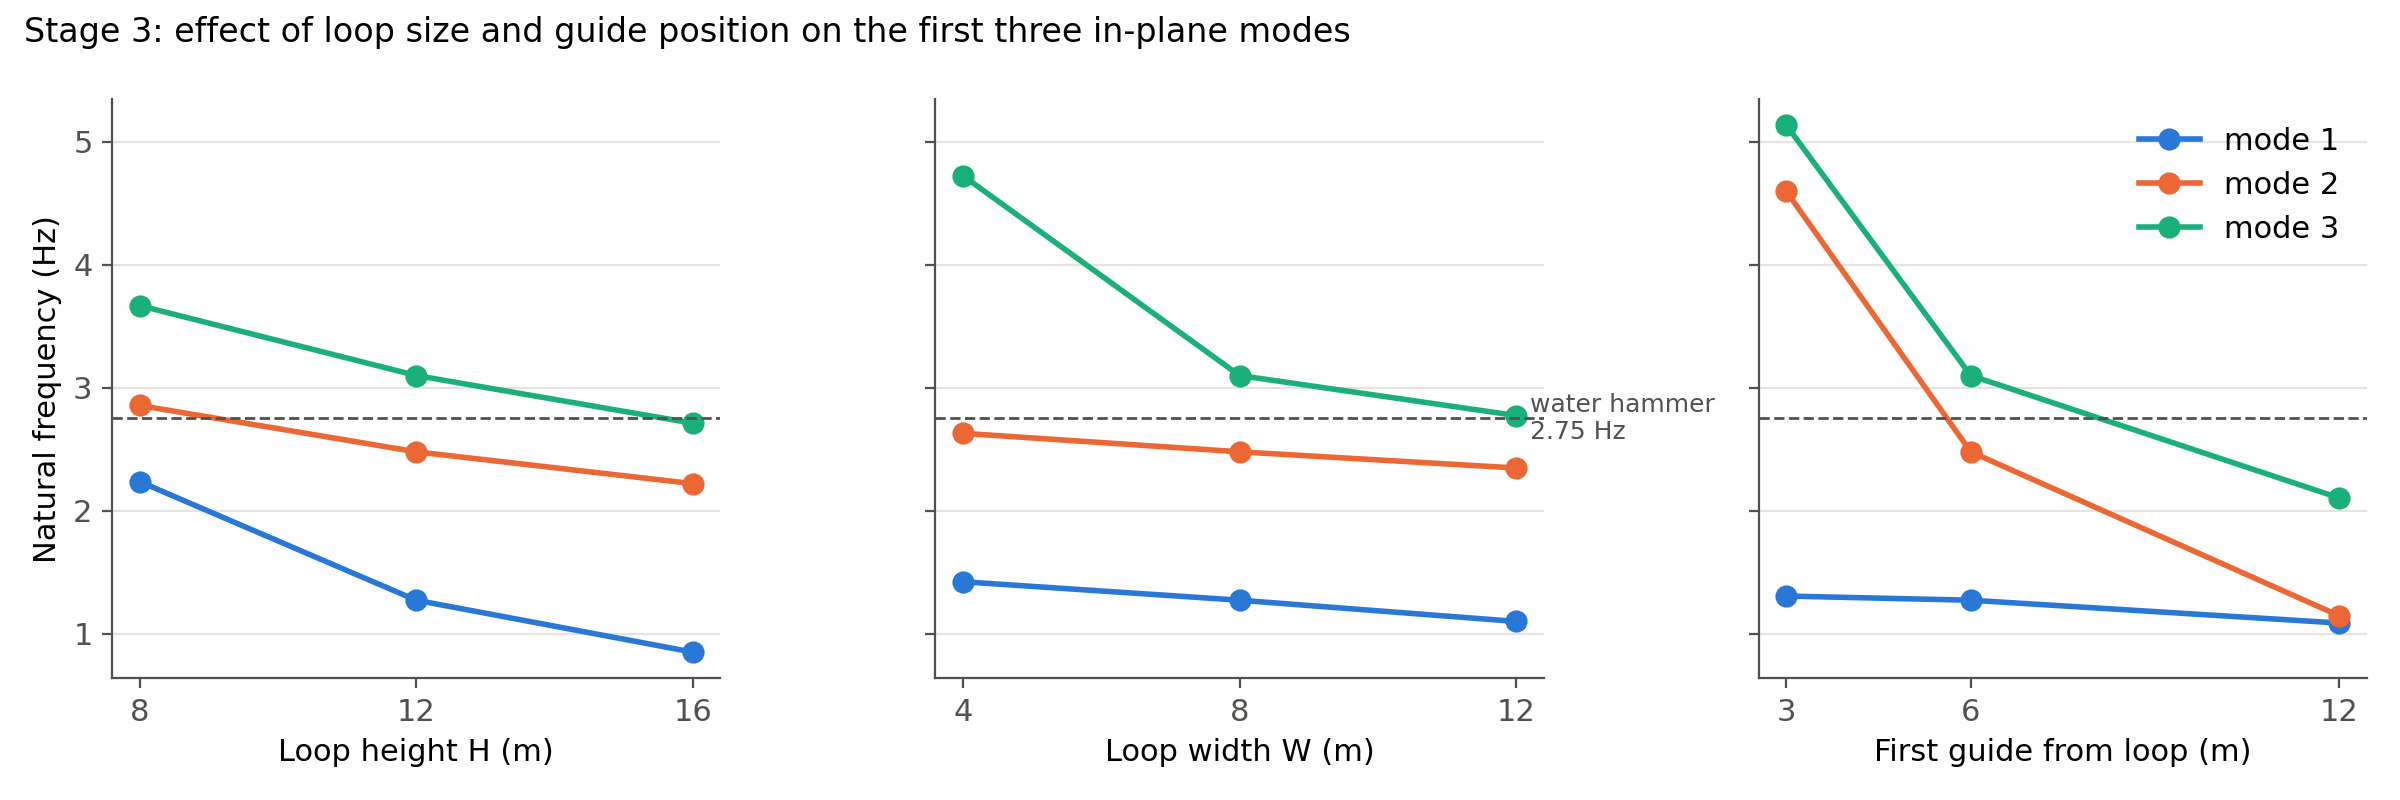 Stage 3: effect of loop size and guide position on the first three in-plane modes
Natural frequency (Hz)
5
4
3
2
1
8
12
16
Loop height H (m)
water hammer
2.75 Hz
4
8
12
Loop width W (m)
mode 1
mode 2
mode 3
3
6
12
First guide from loop (m)